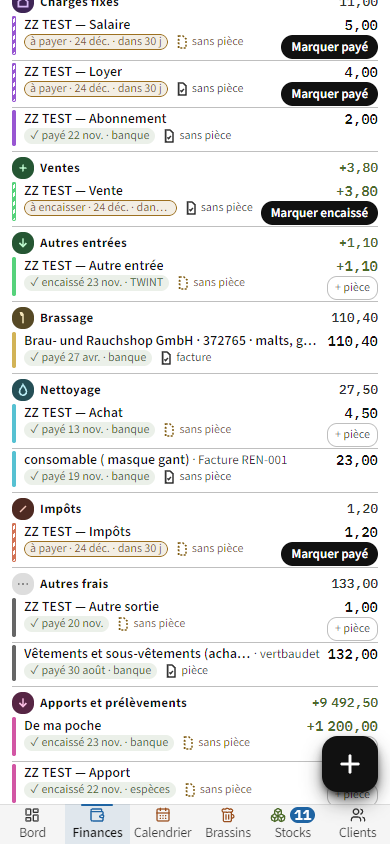 Charges fixes 11,00
ZZ TEST — Salaire 5,00
à payer · 24 déc. · dans 30 j sans pièce Marquer payé
ZZ TEST — Loyer 4,00
à payer · 24 déc. · dans 30 j sans pièce Marquer payé
ZZ TEST — Abonnement 2,00
✓ payé 22 nov. · banque sans pièce
Ventes +3,80
ZZ TEST — Vente +3,80
à encaisser · 24 déc. · dan... sans pièce Marquer encaissé
Autres entrées +1,10
ZZ TEST — Autre entrée +1,10
✓ encaissé 23 nov. · TWINT sans pièce + pièce
Brassage 110,40
Brau- und Rauchshop GmbH · 372765 · malts, g... 110,40
✓ payé 27 avr. · banque facture
Nettoyage 27,50
ZZ TEST — Achat 4,50
✓ payé 13 nov. · banque sans pièce + pièce
consomable ( masque gant) · Facture REN-001 23,00
✓ payé 19 nov. · banque sans pièce
Impôts 1,20
ZZ TEST — Impôts 1,20
à payer · 24 déc. · dans 30 j sans pièce Marquer payé
Autres frais 133,00
ZZ TEST — Autre sortie 1,00
✓ payé 20 nov. sans pièce + pièce
Vêtements et sous-vêtements (acha... · vertbaudet 132,00
✓ payé 30 août · banque pièce
Apports et prélèvements +9 492,50
De ma poche +1 200,00
✓ encaissé 23 nov. · banque sans pièce
ZZ TEST — Apport
✓ encaissé 22 nov. · espèces sans pièce + pièce
Bord Finances Calendrier Brassins Stocks 11 Clients